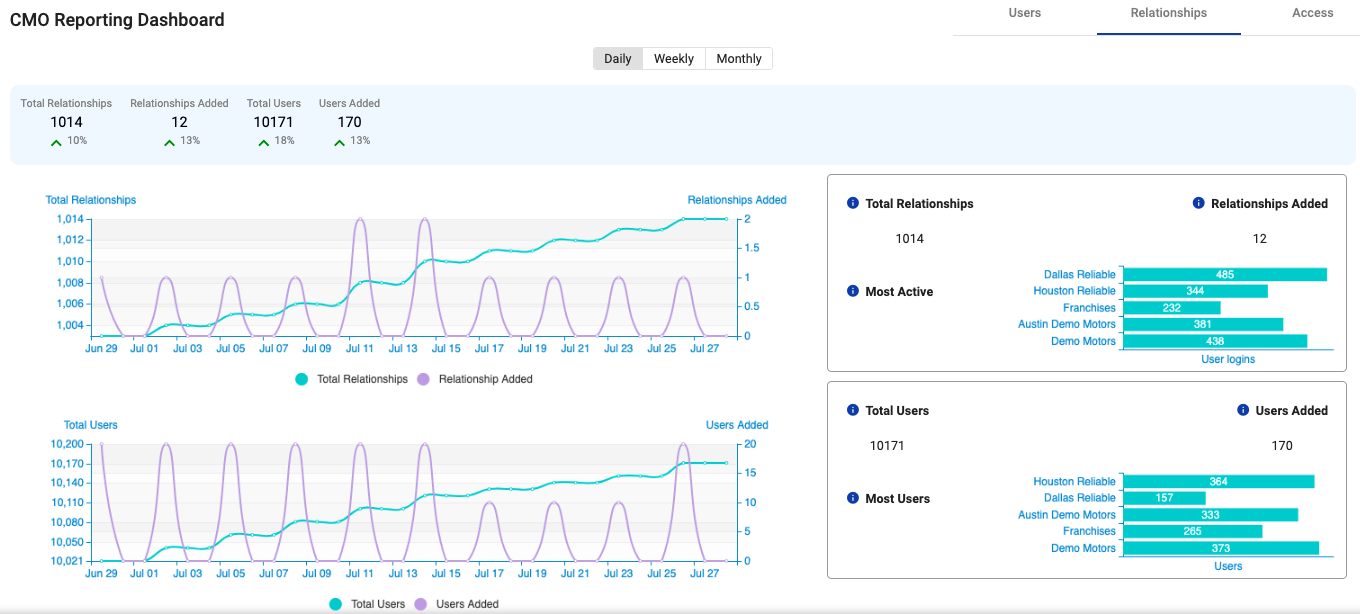 CMO Reporting Dashboard
Users Relationships Access
Daily Weekly Monthly
Total Relationships Relationships Added Total Users Users Added
1014 12 10171 170
10% 13% 18% 13%
Total Relationships Relationships Added
1,014
1,012
1,010
1,008
1,006
1,004
2
1.5
1
0.5
0
Jun 29 Jul 01 Jul 03 Jul 05 Jul 07 Jul 09 Jul 11 Jul 13 Jul 15 Jul 17 Jul 19 Jul 21 Jul 23 Jul 25 Jul 27
Total Relationships Relationship Added
Total Relationships Relationships Added
1014 12
Most Active
Dallas Reliable 485
Houston Reliable 344
Franchises 232
Austin Demo Motors 381
Demo Motors 438
User logins
Total Users Users Added
10,200
10,170
10,140
10,110
10,080
10,050
10,021
20
15
10
5
0
Jun 29 Jul 01 Jul 03 Jul 05 Jul 07 Jul 09 Jul 11 Jul 13 Jul 15 Jul 17 Jul 19 Jul 21 Jul 23 Jul 25 Jul 27
Total Users Users Added
Total Users Users Added
10171 170
Most Users
Houston Reliable 364
Dallas Reliable 157
Austin Demo Motors 333
Franchises 265
Demo Motors 373
Users